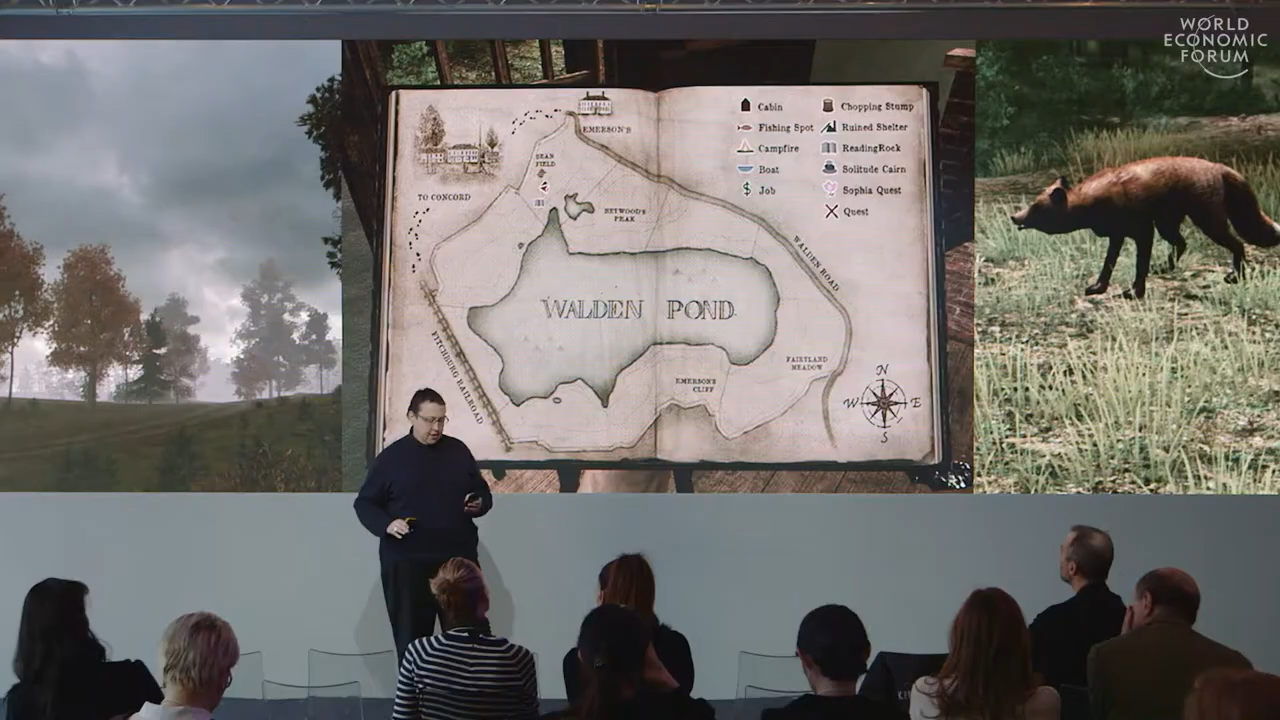 WORLD
ECONOMIC
FORUM
EMERSON'S
Cabin
Fishing Spot
Campfire
Boat
Job
Chopping Stump
Ruined Shelter
ReadingRock
Solitude Cairn
Sophia Quest
Quest
BEAN
FIELD
TO CONCORD
HEYWOOD'S
PEAK
WALDEN ROAD
WALDEN POND
FITCHBURG RAILROAD
FAIRYLAND
MEADOW
EMERSON'S
CLIFF
N
W
E
S